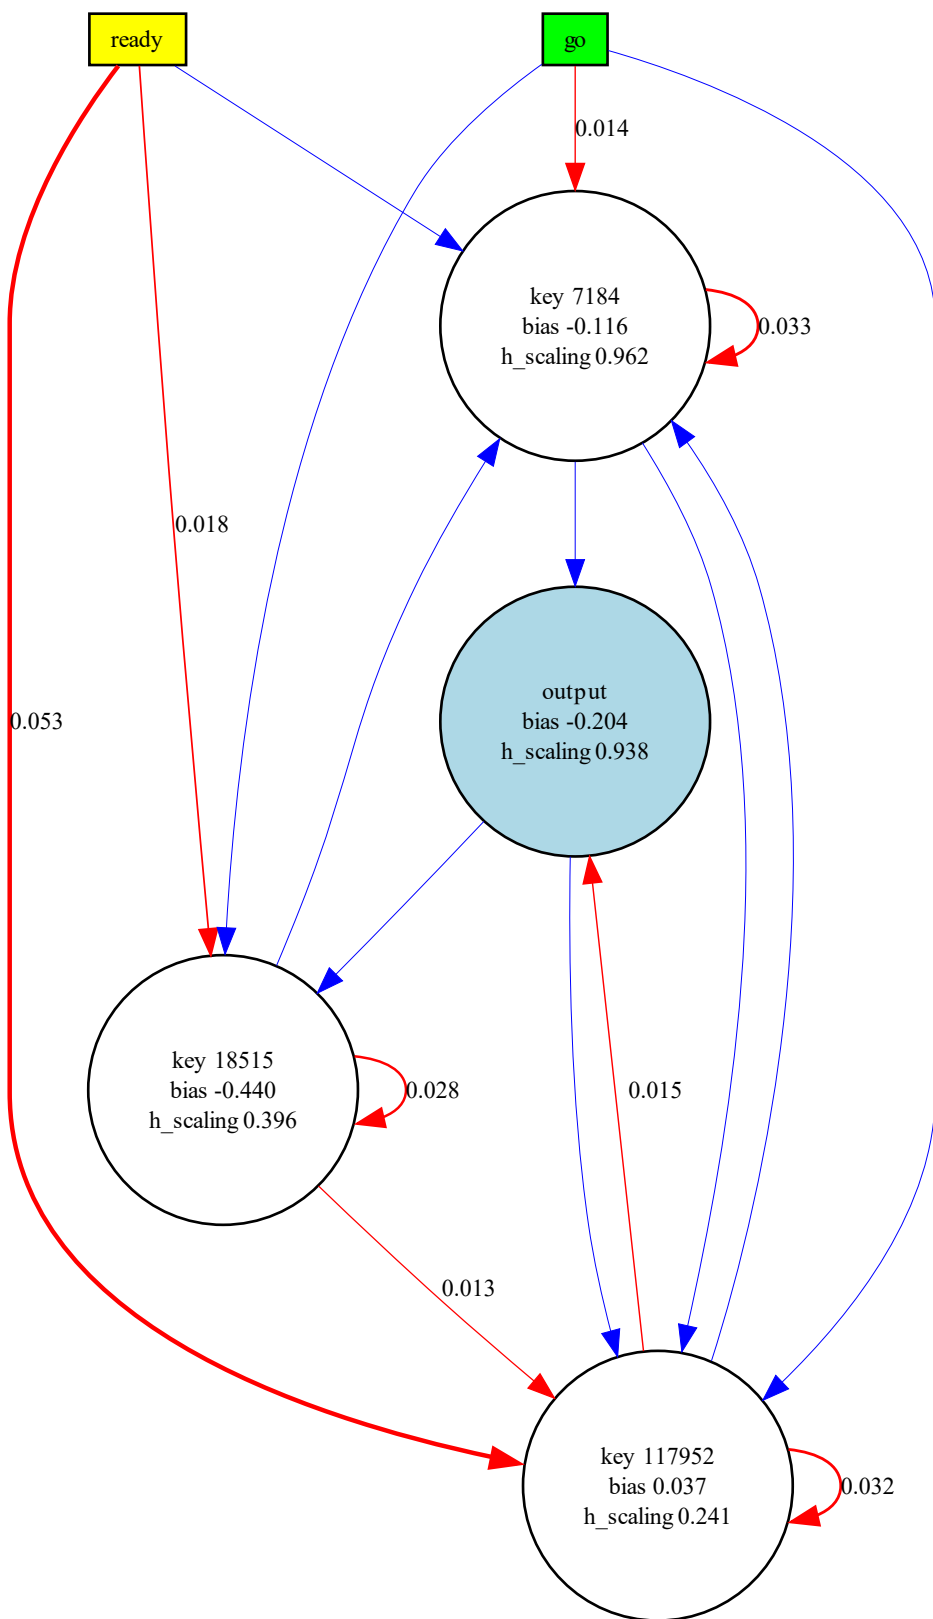 ready
go
0.014
key 7184
bias -0.116
h_scaling 0.962
0.033
0.018
0.053
output
bias -0.204
h_scaling 0.938
key 18515
bias -0.440
h_scaling 0.396
0.028
0.015
0.013
key 117952
bias 0.037
h_scaling 0.241
0.032